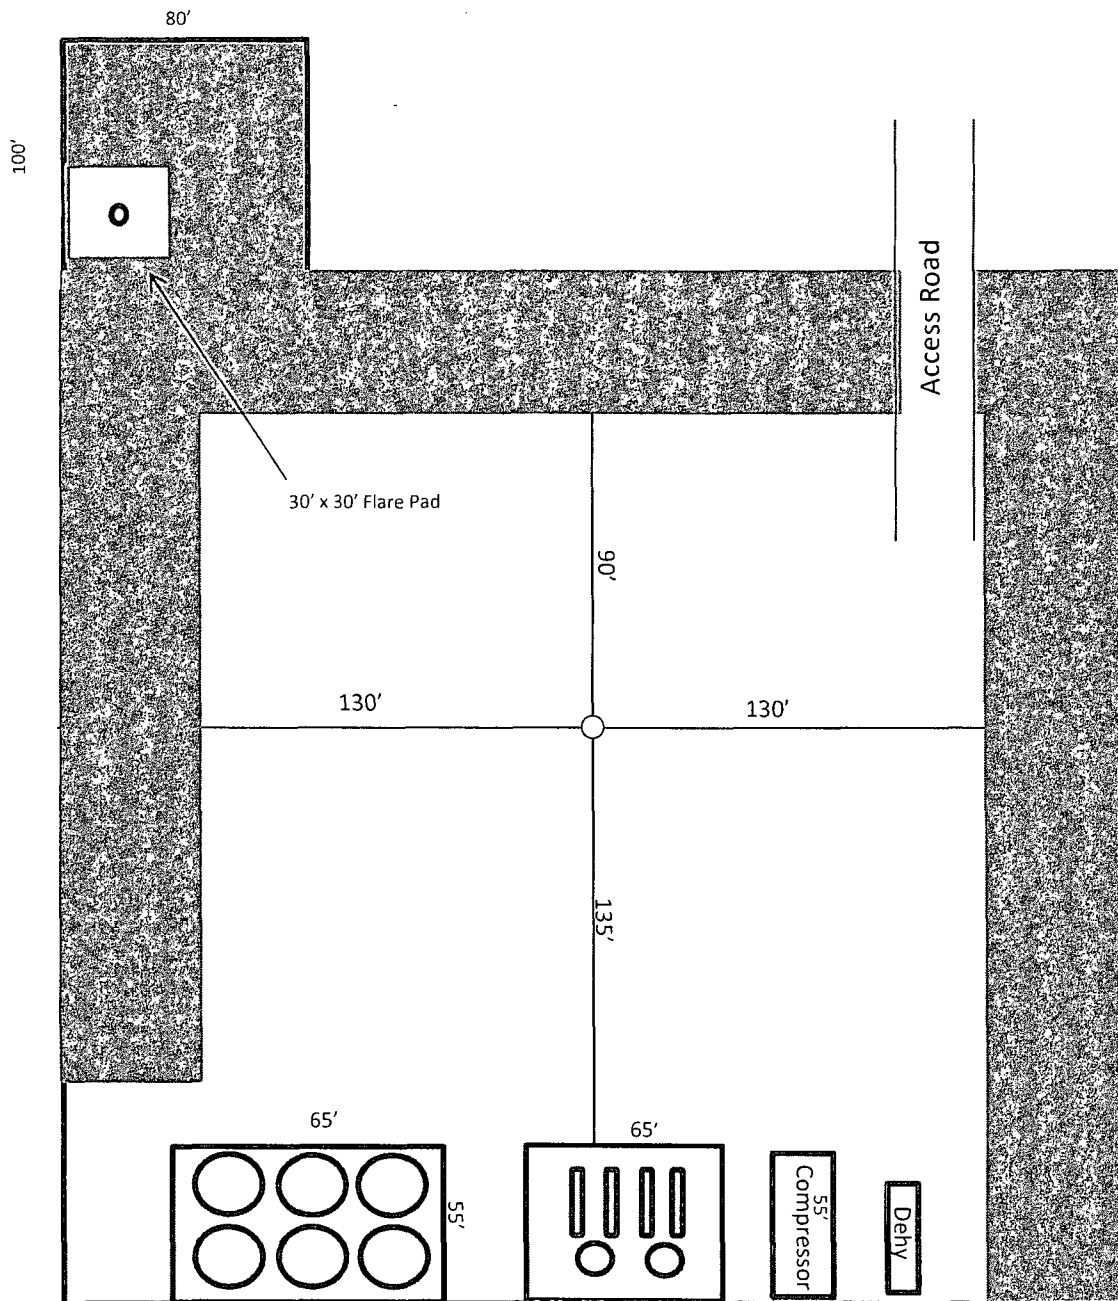 80’
100’
Access Road
30’ x 30’ Flare Pad
90’
130’
130’
135’
65’
65’
55’
55’
Compressor
Dehy